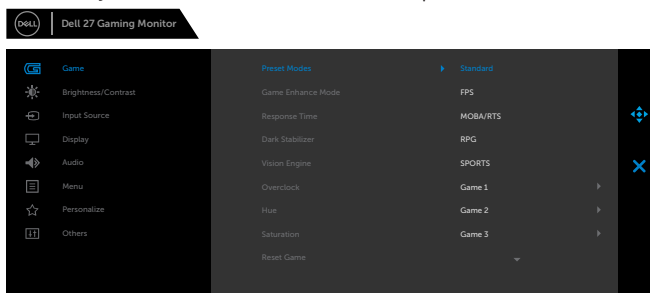 DELL
Dell 27 Gaming Monitor
Game Preset Modes Standard
Brightness/Contrast Game Enhance Mode FPS
Input Source Response Time MOBA/RTS
Display Dark Stabilizer RPG
Audio Vision Engine SPORTS
Menu Overclock Game 1
Personalize Hue Game 2
Others Saturation Game 3
Reset Game